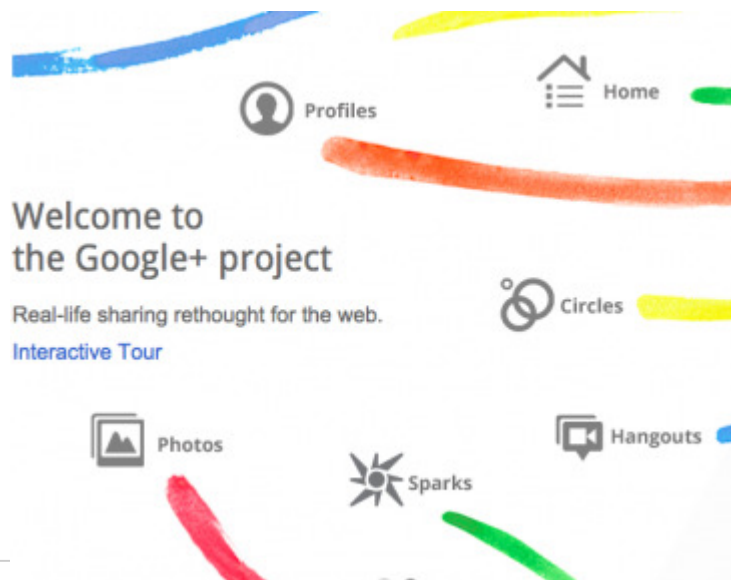 Profiles
Home
Welcome to
the Google+ project
Real-life sharing rethought for the web.
Interactive Tour
Circles
Photos
Hangouts
Sparks